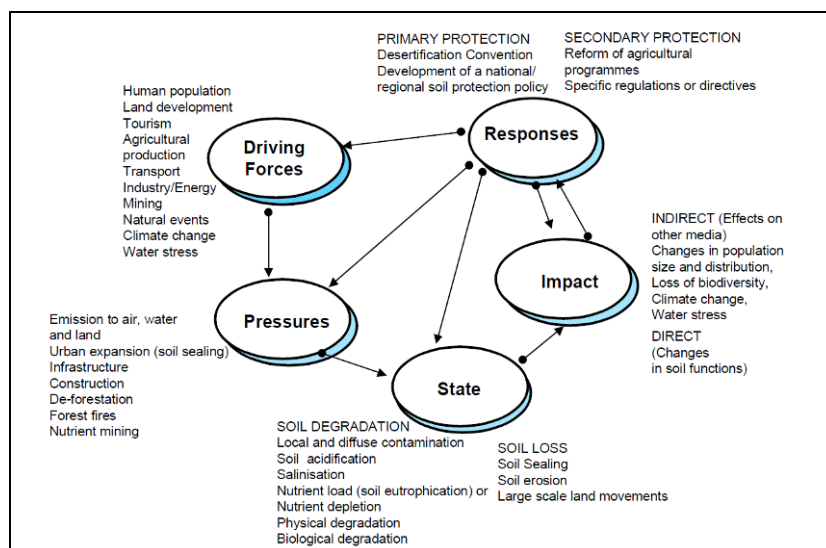 PRIMARY PROTECTION
Desertification Convention
Development of a national/
regional soil protection policy
SECONDARY PROTECTION
Reform of agricultural
programmes
Specific regulations or directives
Human population
Land development
Tourism
Agricultural
production
Transport
Industry/Energy
Mining
Natural events
Climate change
Water stress
Driving
Forces
Responses
INDIRECT (Effects on
other media)
Changes in population
size and distribution,
Loss of biodiversity,
Climate change,
Water stress
DIRECT
(Changes
in soil functions)
Impact
Pressures
Emission to air, water
and land
Urban expansion (soil sealing)
Infrastructure
Construction
De-forestation
Forest fires
Nutrient mining
State
SOIL DEGRADATION
Local and diffuse contamination
Soil acidification
Salinisation
Nutrient load (soil eutrophication) or
Nutrient depletion
Physical degradation
Biological degradation
SOIL LOSS
Soil Sealing
Soil erosion
Large scale land movements